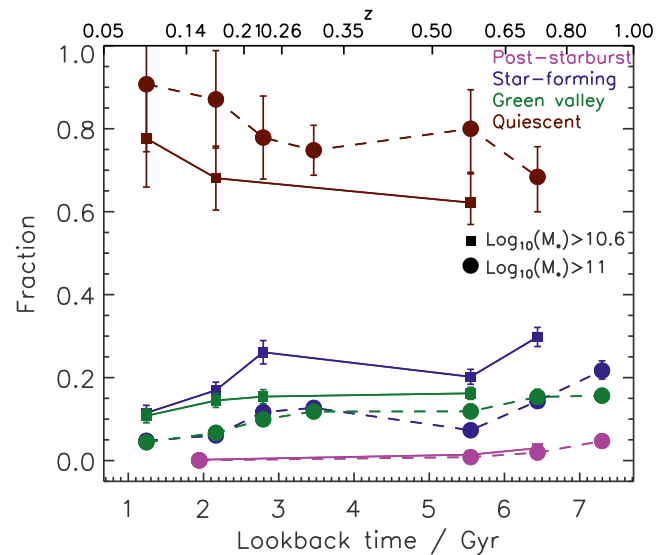 z
0.05 0.14 0.21 0.26 0.35 0.50 0.65 0.80 1.00
Post-starburst
Star-forming
Green valley
Quiescent
1.0
0.8
0.6
0.4
0.2
0.0
Fraction
Log₁₀(M*)>10.6
Log₁₀(M*)>11
1 2 3 4 5 6 7
Lookback time / Gyr